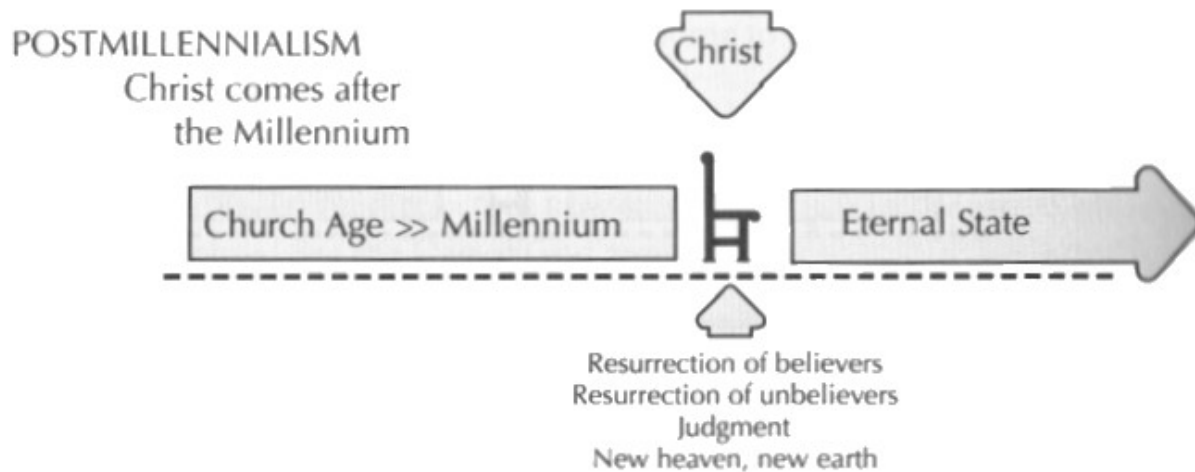 POSTMILLENNIALISM
Christ comes after
the Millennium
Christ
Church Age >> Millennium
Eternal State
Resurrection of believers
Resurrection of unbelievers
Judgment
New heaven, new earth